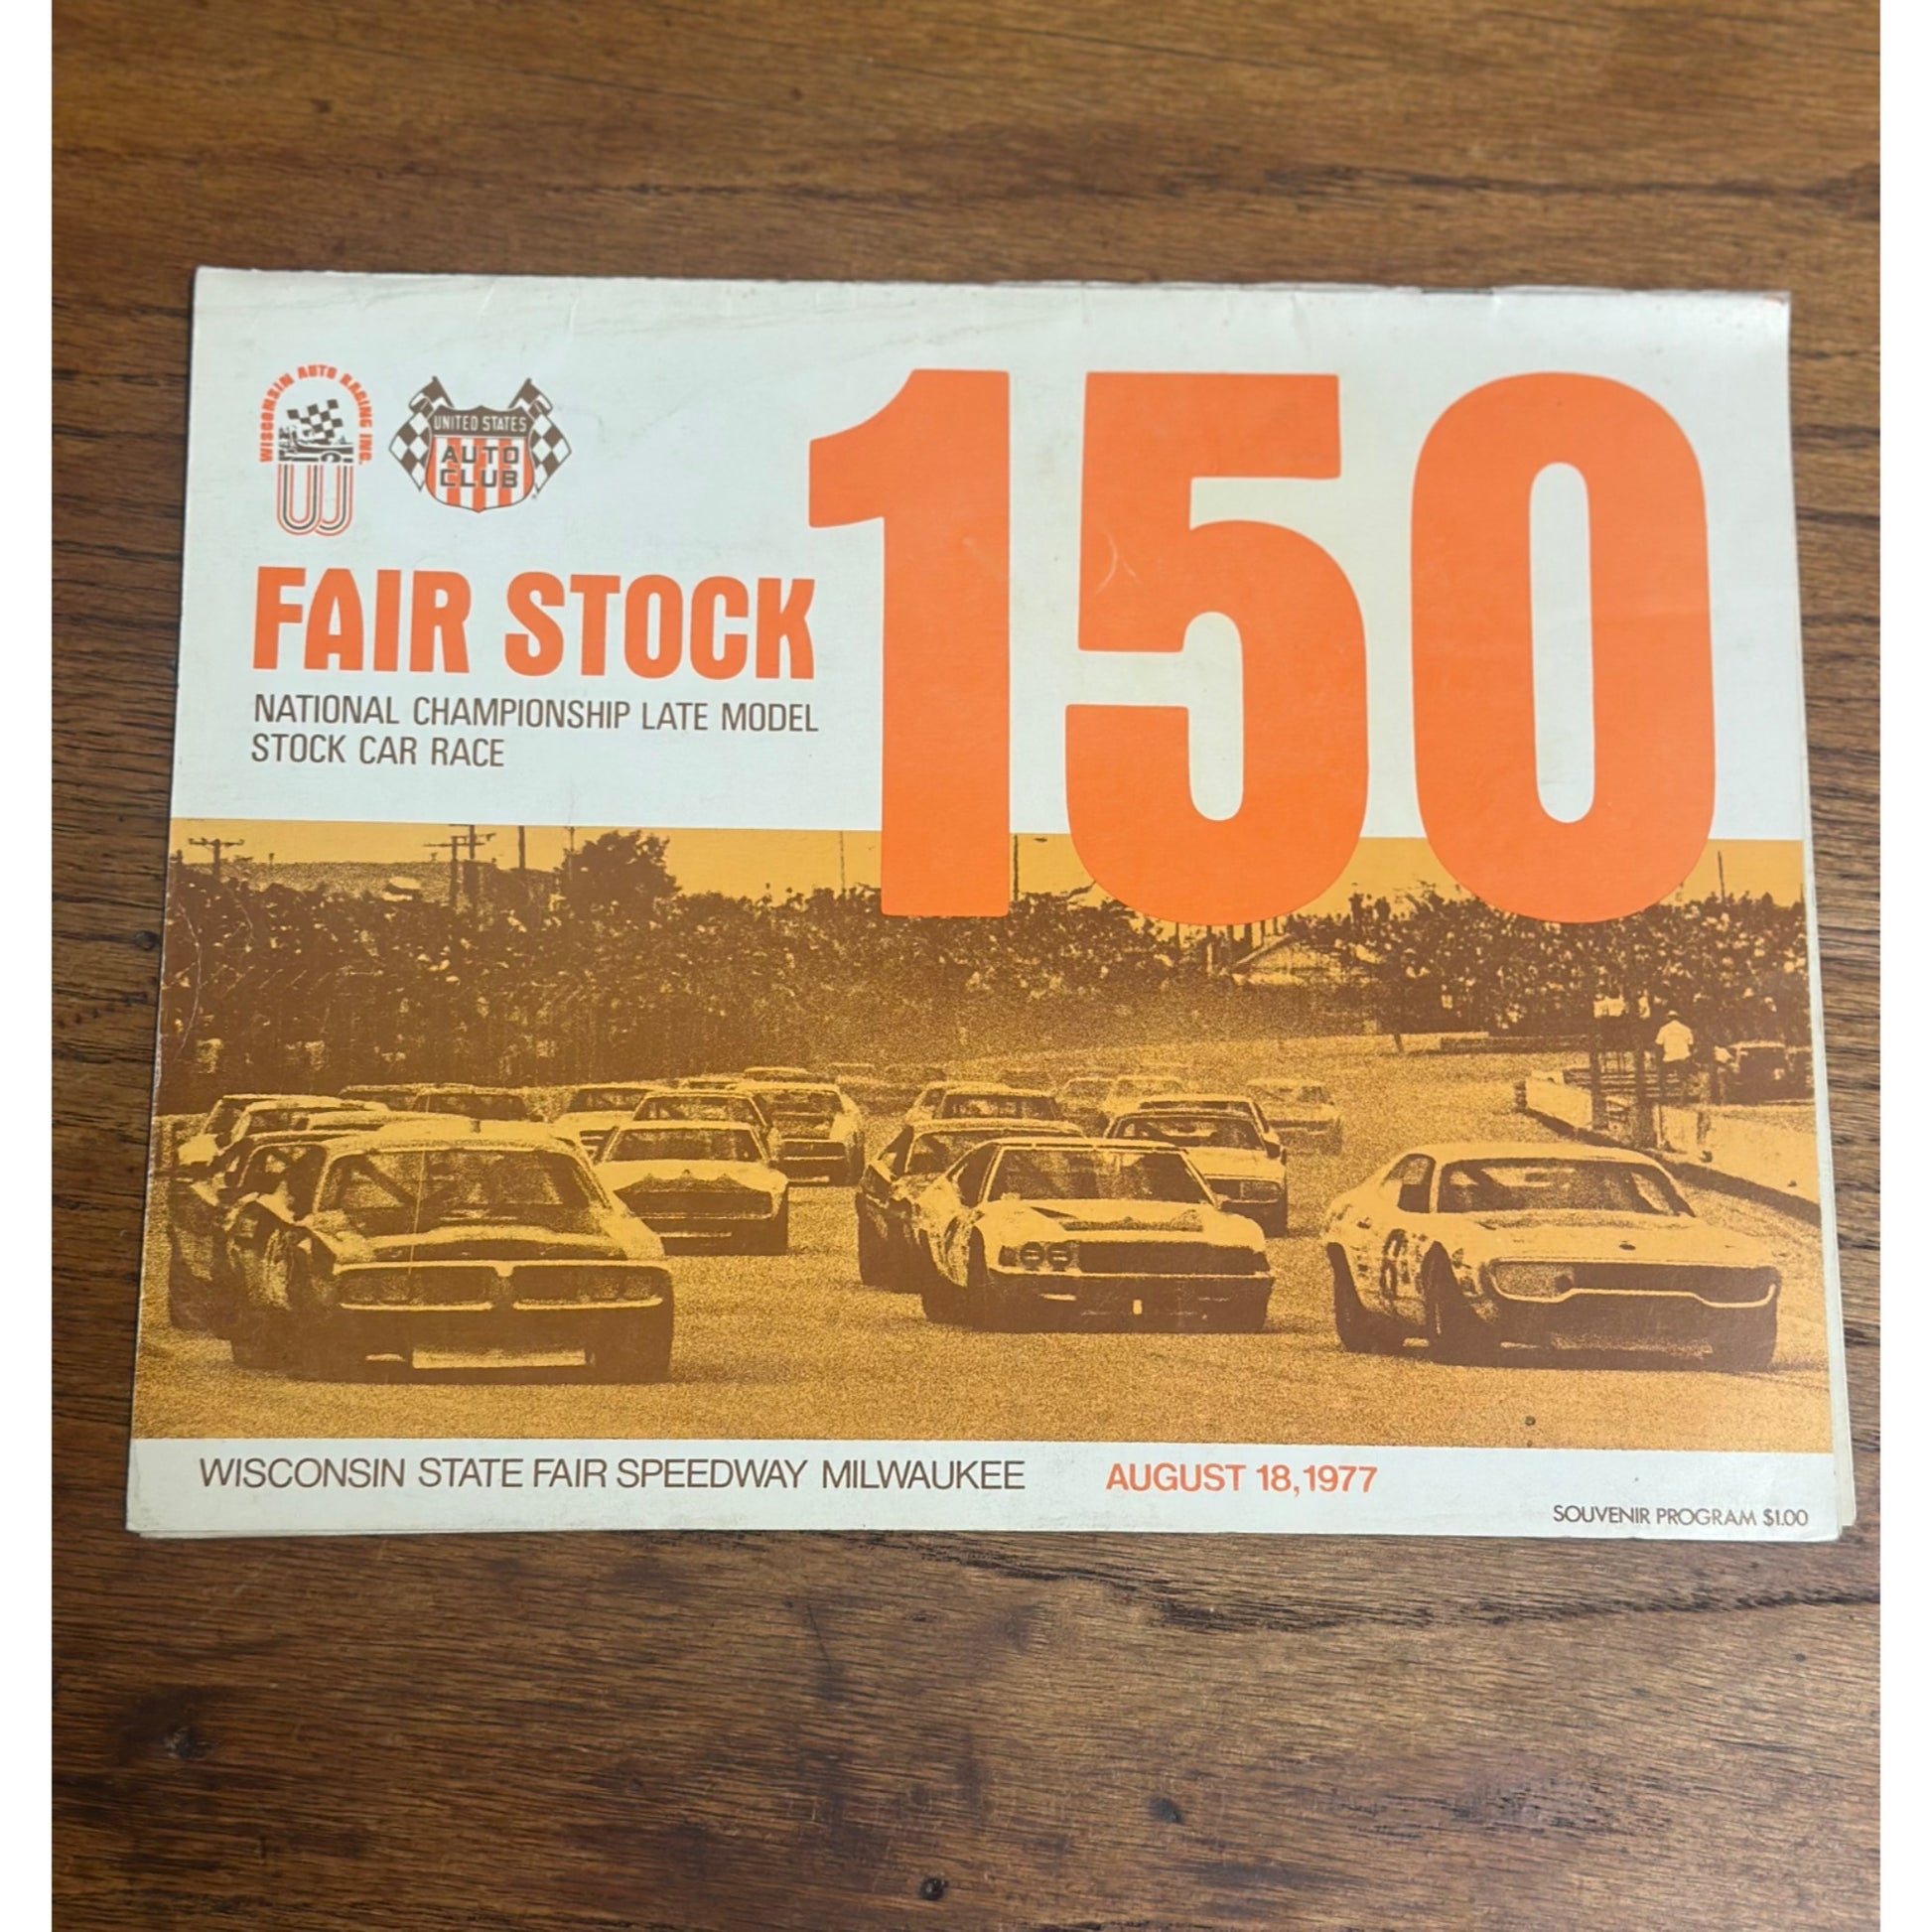 WISCONSIN AUTO RACING INC.
UNITED STATES
AUTO
CLUB
150
FAIR STOCK
NATIONAL CHAMPIONSHIP LATE MODEL
STOCK CAR RACE
WISCONSIN STATE FAIR SPEEDWAY MILWAUKEE AUGUST 18, 1977
SOUVENIR PROGRAM $1.00